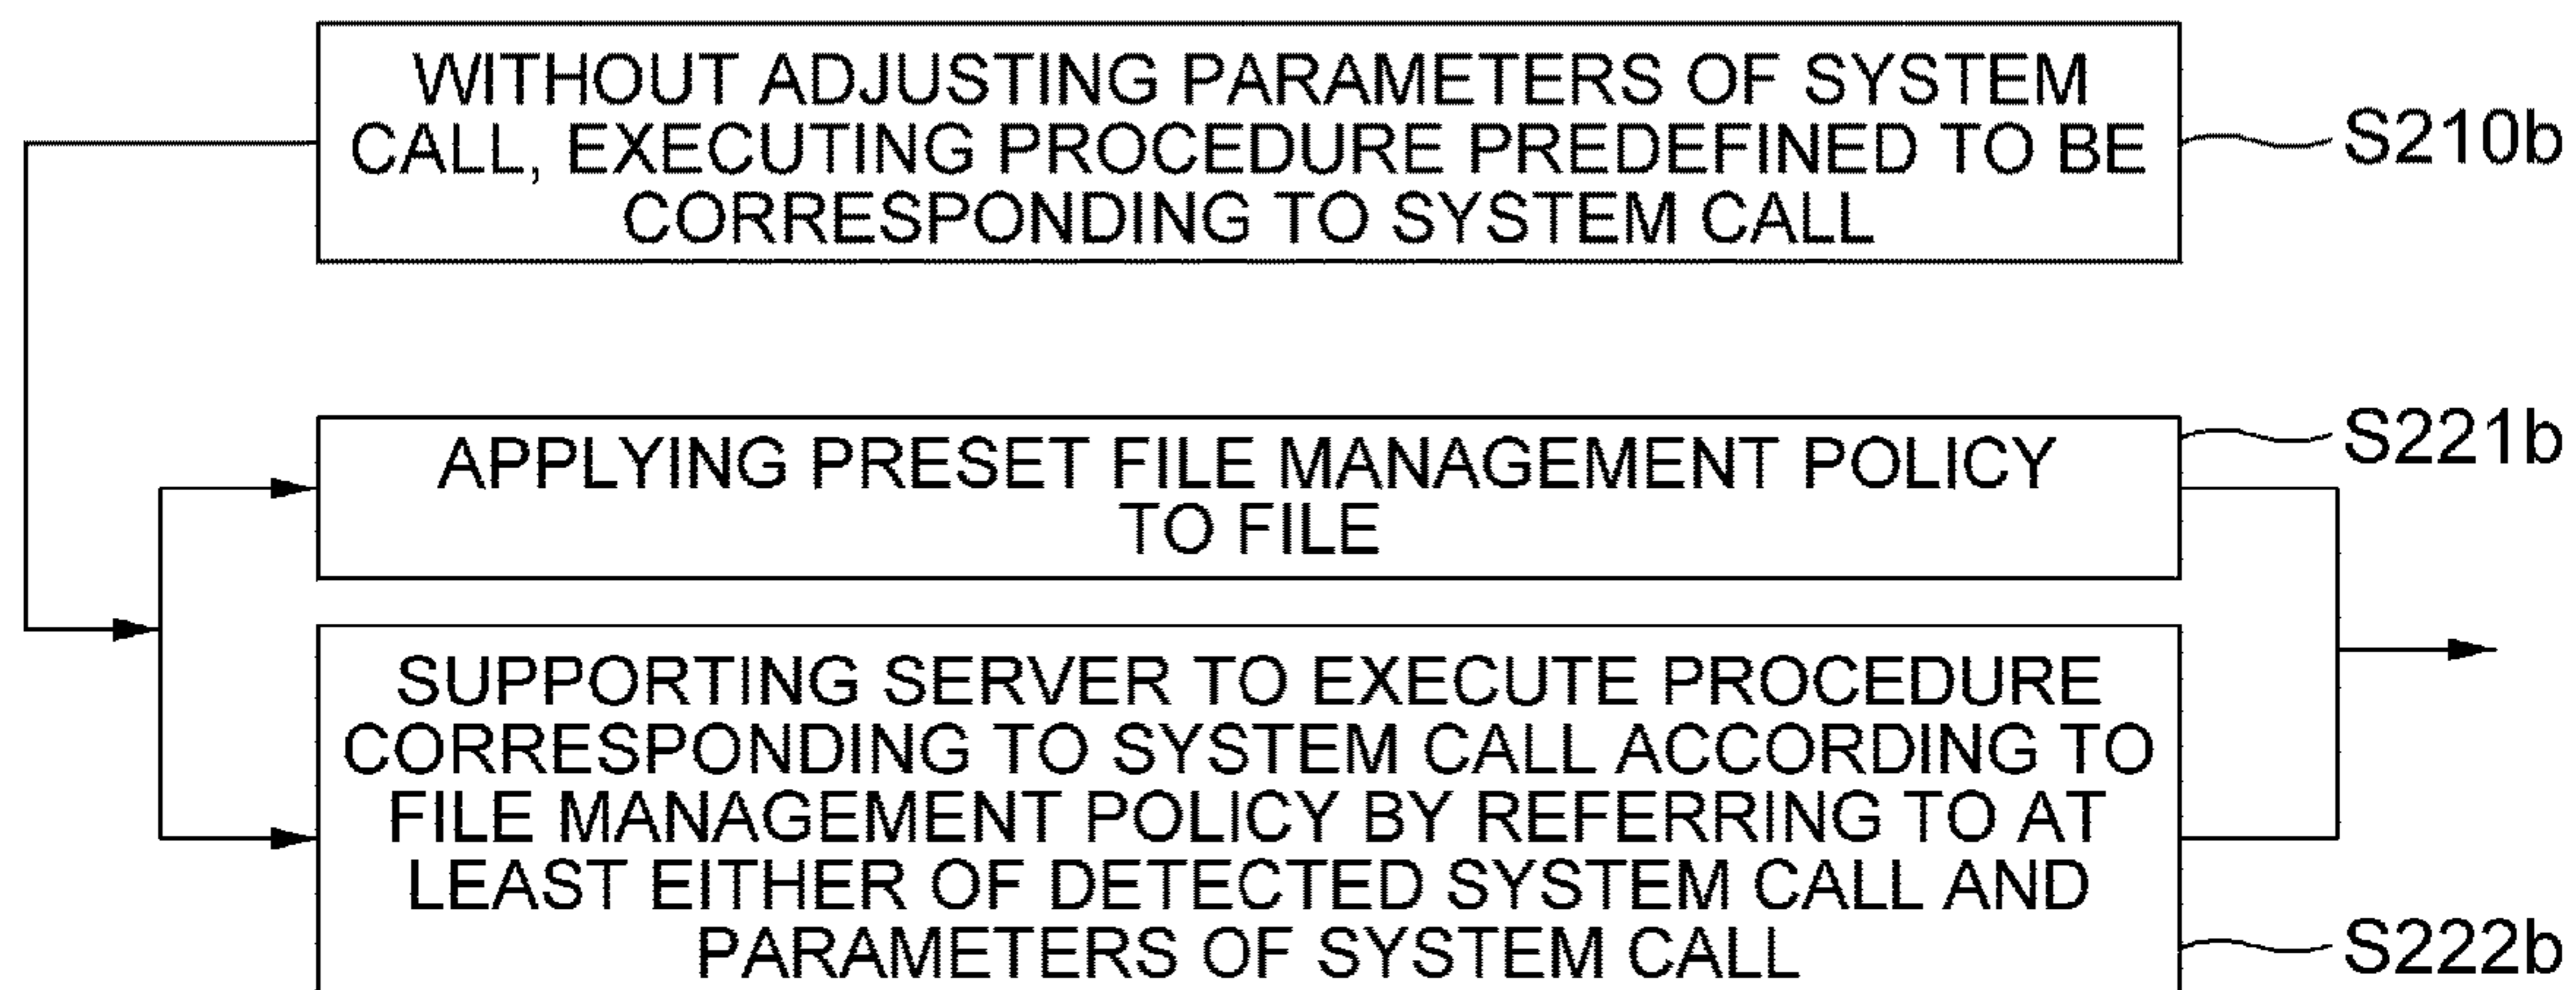 WITHOUT ADJUSTING PARAMETERS OF SYSTEM
CALL, EXECUTING PROCEDURE PREDEFINED TO BE
CORRESPONDING TO SYSTEM CALL
S210b
APPLYING PRESET FILE MANAGEMENT POLICY
TO FILE
S221b
SUPPORTING SERVER TO EXECUTE PROCEDURE
CORRESPONDING TO SYSTEM CALL ACCORDING TO
FILE MANAGEMENT POLICY BY REFERRING TO AT
LEAST EITHER OF DETECTED SYSTEM CALL AND
PARAMETERS OF SYSTEM CALL
S222b